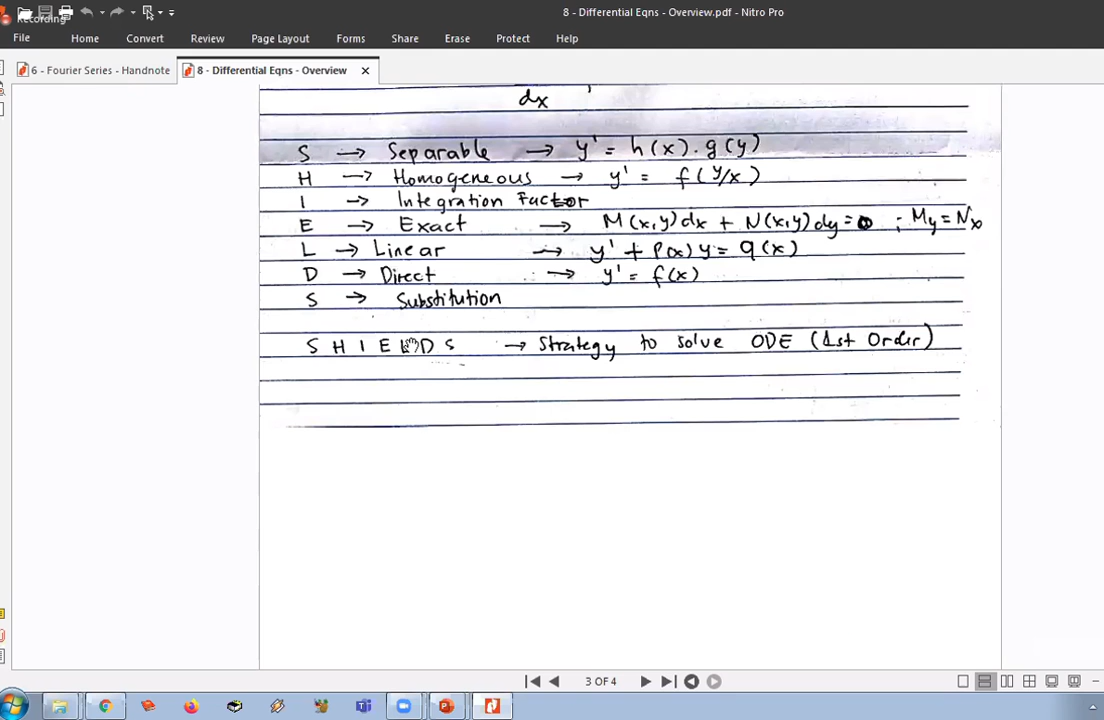 Recording
8 - Differential Eqns - Overview.pdf - Nitro Pro
File Home Convert Review Page Layout Forms Share Erase Protect Help
6 - Fourier Series - Handnote 8 - Differential Eqns - Overview
dx
S → Separable → y' = h(x).g(y)
H → Homogeneous → y' = f(y/x)
I → Integration Factor
E → Exact → M(x,y)dx + N(x,y)dy = 0 ; My = Nx
L → Linear → y' + P(x)y = q(x)
D → Direct → y' = f(x)
S → Substitution
S H I E L D S → Strategy to solve ODE (1st Order)
3 OF 4